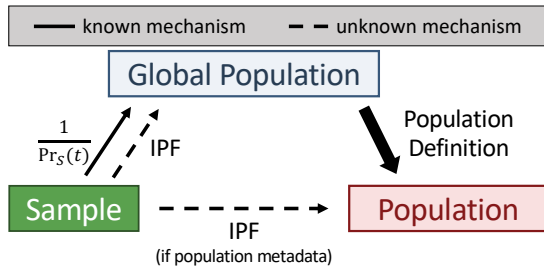 known mechanism unknown mechanism
Global Population
1
Pr_S(t)
IPF
Population
Definition
Sample
Population
IPF
(if population metadata)